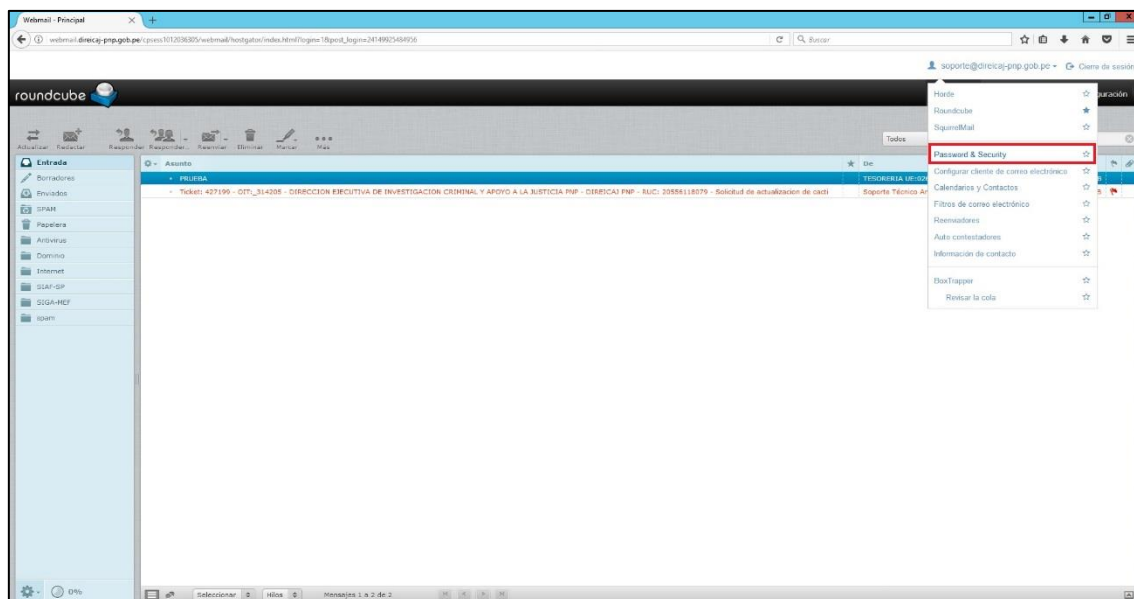 Webmail - Principal
webmail.direicaj-pnp.gob.pe/cpsess1012036305/webmail/hostgator/index.html?login=1&post_login=24149925484956
Buscar
soporte@direicaj-pnp.gob.pe
Cierre de sesión
roundcube
Actualizar
Redactar
Responder
Responder...
Reenviar
Eliminar
Marcar
Más
Todos
Horde
Roundcube
SquirrelMail
Password & Security
Configurar cliente de correo electrónico
Calendarios y Contactos
Filtros de correo electrónico
Reenviadores
Auto contestadores
Información de contacto
BoxTrapper
Revisar la cola
Entrada
Borradores
Enviados
SPAM
Papelera
Antivirus
Dominio
Internet
SIAF-SP
SIGA-MEF
spam
Asunto
De
PRUEBA
TESORERIA UE:026
Ticket: 427199 - DIT:_314205 - DIRECCION EJECUTIVA DE INVESTIGACION CRIMINAL Y APOYO A LA JUSTICIA PNP - DIREICAJ PNP - RUC: 20556118079 - Solicitud de actualizacion de cacti
Soporte Técnico
0%
Seleccionar
Hilos
Mensajes 1 a 2 de 2